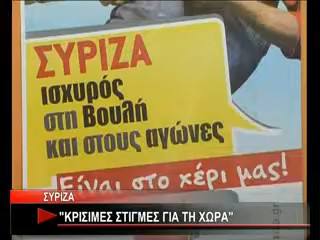 ΣΥΡΙΖΑ
ισχυρός
στη Βουλή
και στους αγώνες
Είναι στο χέρι μας!
ΣΥΡΙΖΑ
"ΚΡΙΣΙΜΕΣ ΣΤΙΓΜΕΣ ΓΙΑ ΤΗ ΧΩΡΑ"